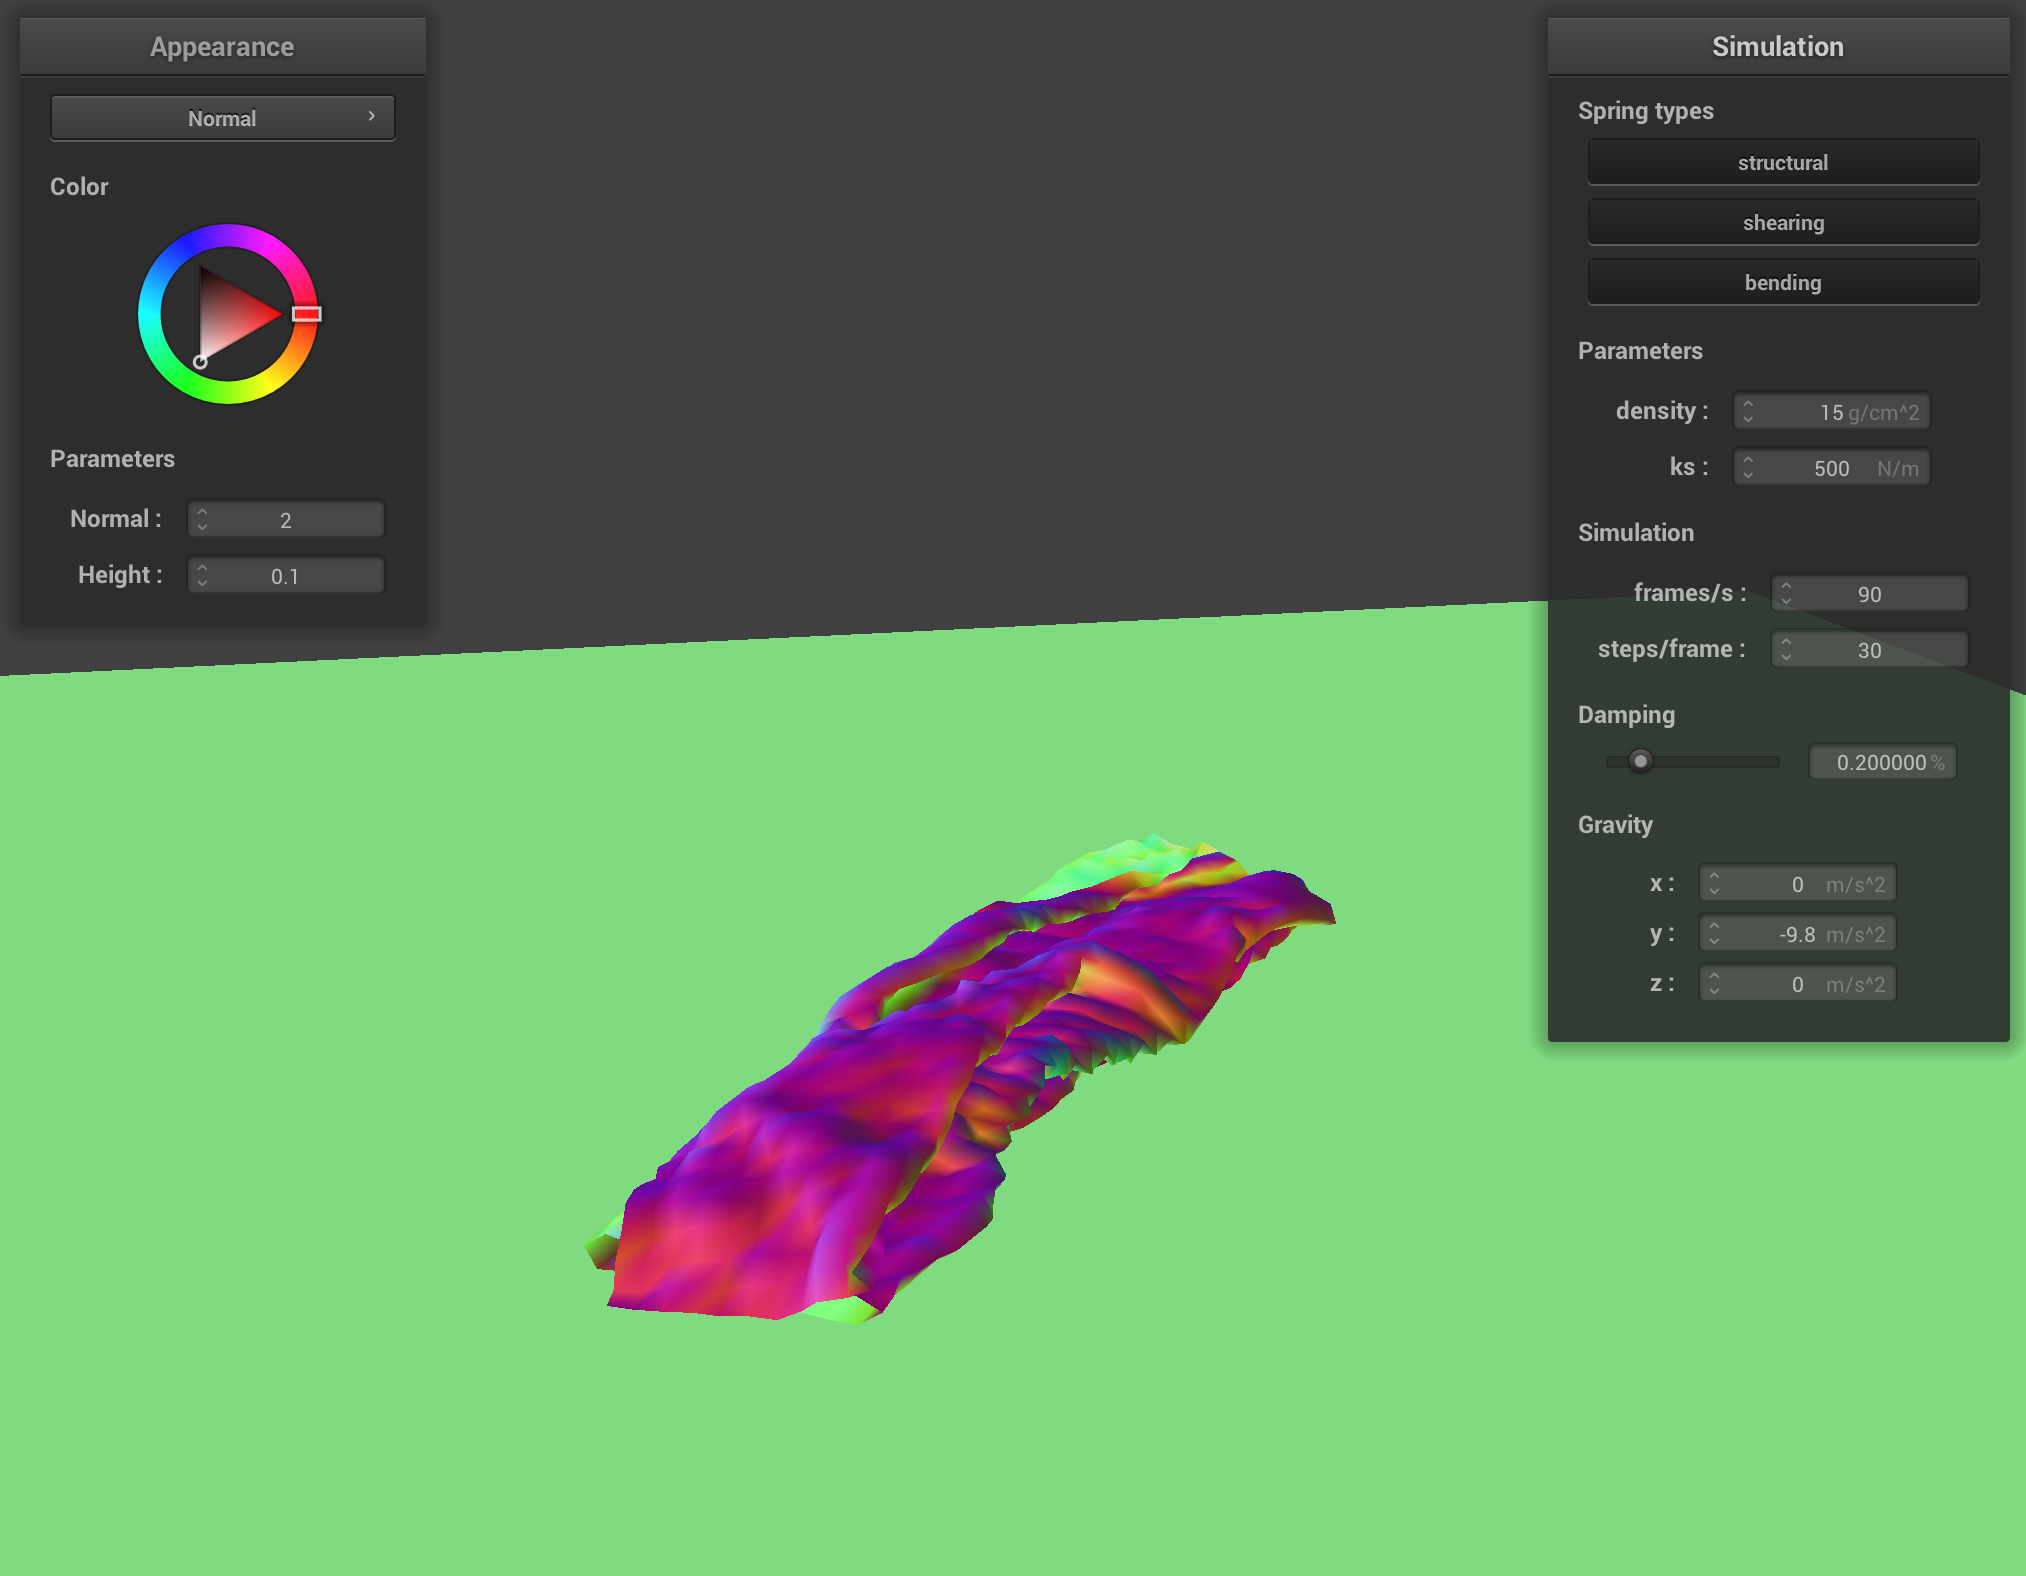 Appearance
Normal
Color
Parameters
Normal : 2
Height : 0.1
Simulation
Spring types
structural
shearing
bending
Parameters
density : 15 g/cm^2
ks : 500 N/m
Simulation
frames/s : 90
steps/frame : 30
Damping
0.200000 %
Gravity
x : 0 m/s^2
y : -9.8 m/s^2
z : 0 m/s^2